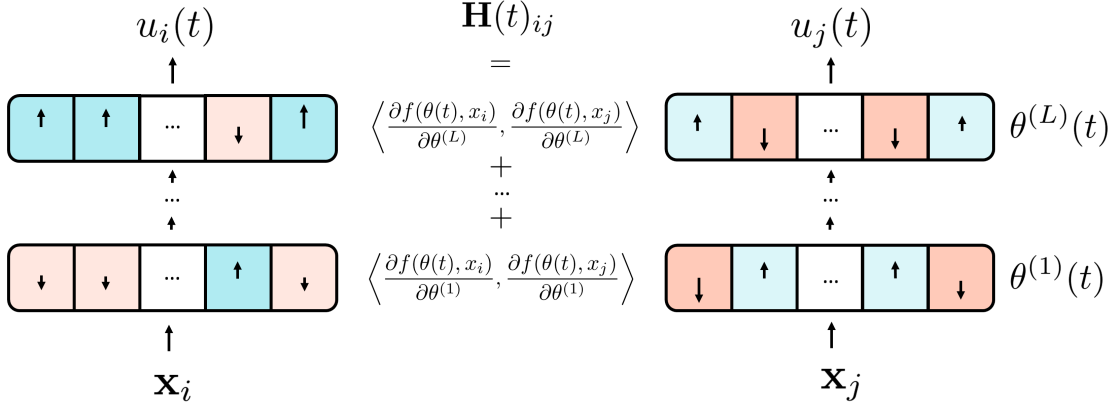 u_i(t) H(t)_{ij} u_j(t)
=
... ⟨∂f(θ(t), x_i)/∂θ^{(L)}, ∂f(θ(t), x_j)/∂θ^{(L)}⟩ ... θ^{(L)}(t)
+
... ... ...
+
... ⟨∂f(θ(t), x_i)/∂θ^{(1)}, ∂f(θ(t), x_j)/∂θ^{(1)}⟩ ... θ^{(1)}(t)
x_i x_j